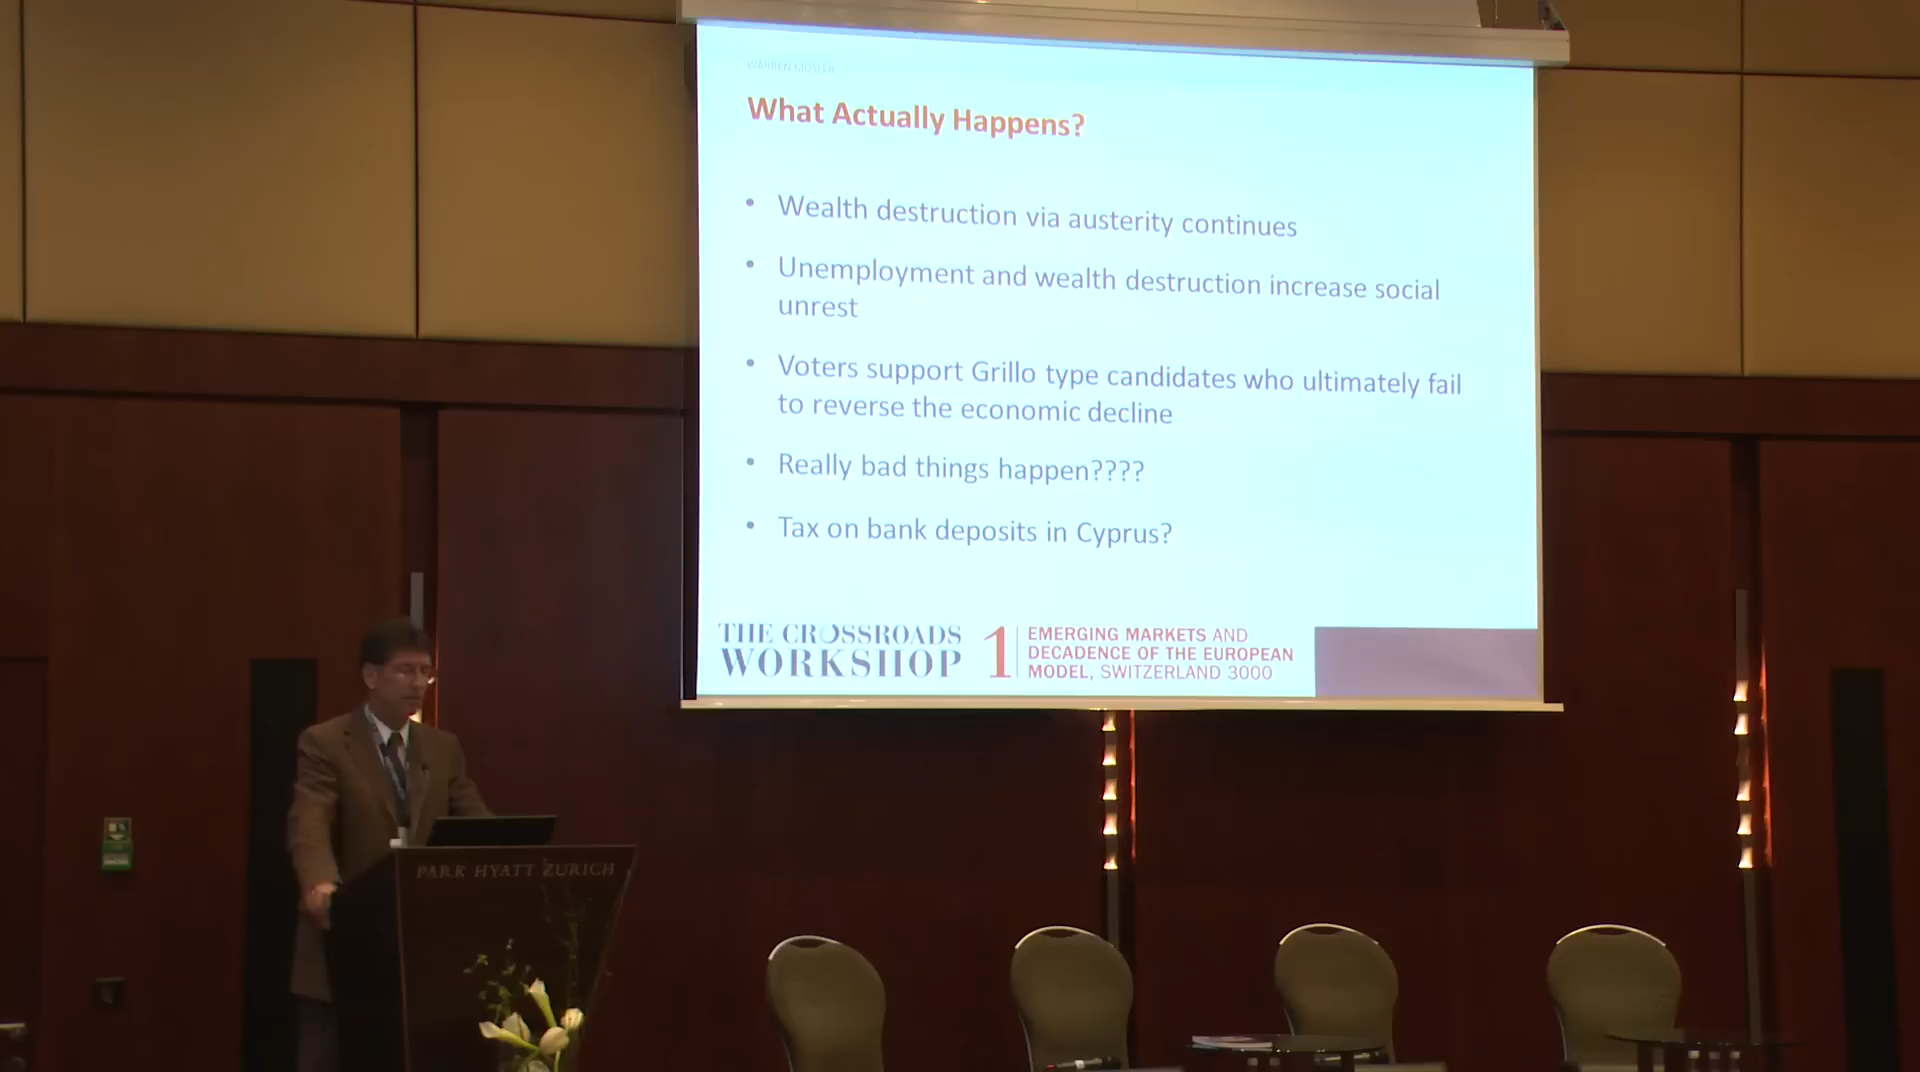 WARREN MOSLER
What Actually Happens?
• Wealth destruction via austerity continues
• Unemployment and wealth destruction increase social
unrest
• Voters support Grillo type candidates who ultimately fail
to reverse the economic decline
• Really bad things happen????
• Tax on bank deposits in Cyprus?
THE CROSSROADS
WORKSHOP
1
EMERGING MARKETS AND
DECADENCE OF THE EUROPEAN
MODEL, SWITZERLAND 3000
PARK HYATT ZURICH